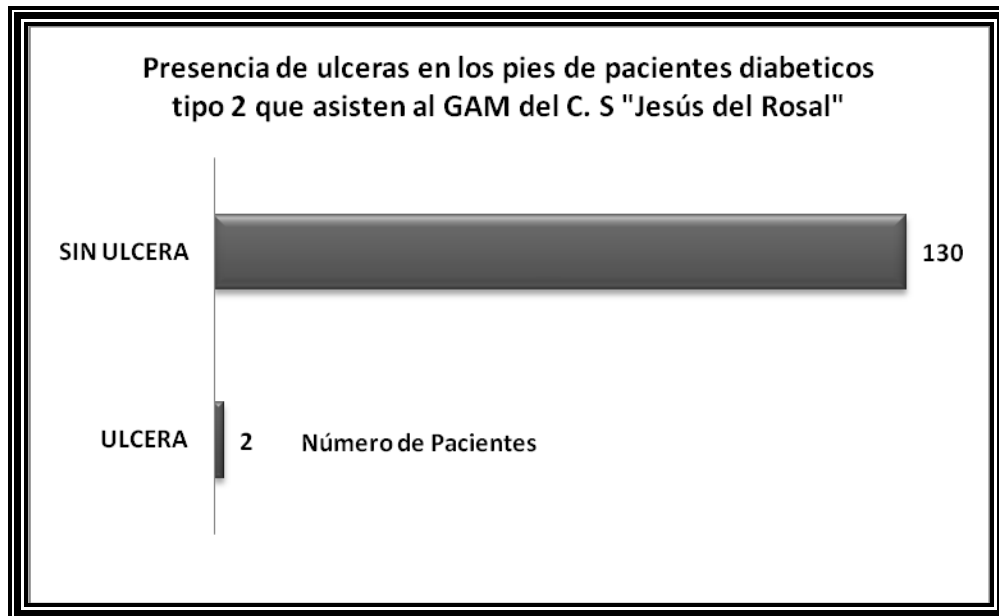 Presencia de ulceras en los pies de pacientes diabeticos
tipo 2 que asisten al GAM del C. S "Jesús del Rosal"
SIN ULCERA
130
ULCERA
2
Número de Pacientes